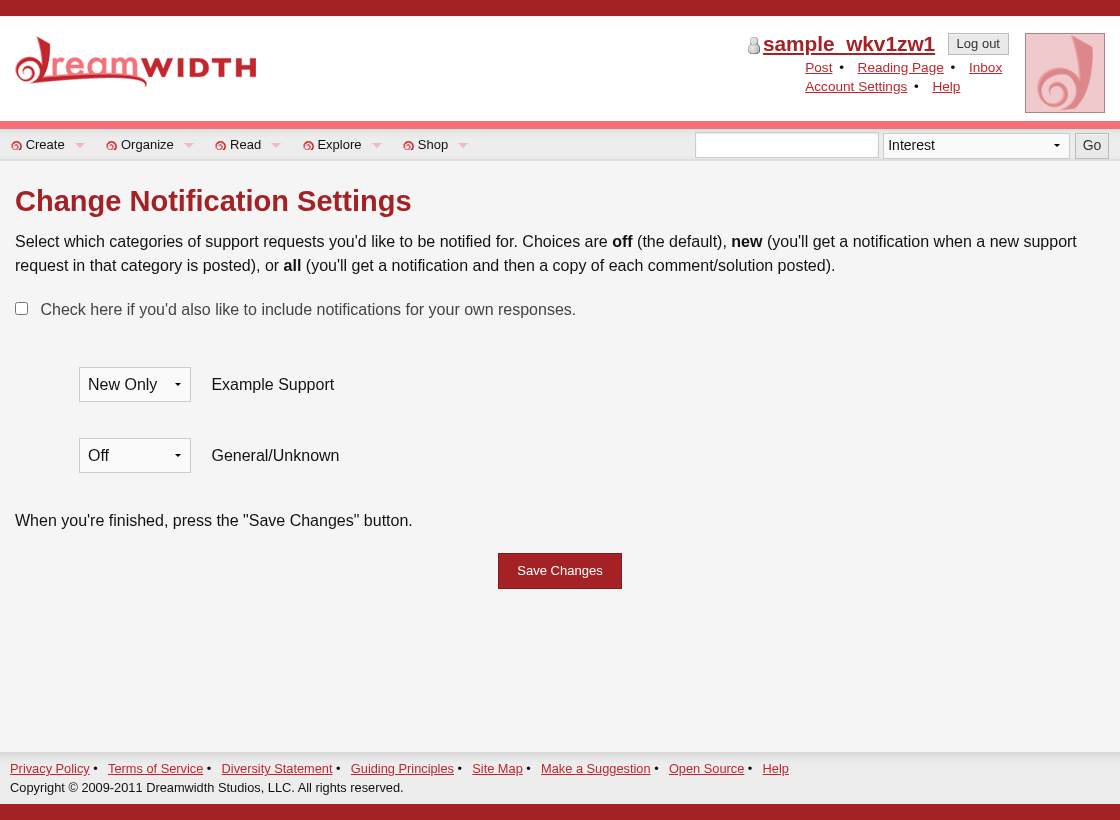 dreamWIDTH
sample_wkv1zw1 Log out
Post • Reading Page • Inbox
Account Settings • Help
Create Organize Read Explore Shop Interest Go
Change Notification Settings
Select which categories of support requests you'd like to be notified for. Choices are off (the default), new (you'll get a notification when a new support
request in that category is posted), or all (you'll get a notification and then a copy of each comment/solution posted).
Check here if you'd also like to include notifications for your own responses.
New Only Example Support
Off General/Unknown
When you're finished, press the "Save Changes" button.
Save Changes
Privacy Policy • Terms of Service • Diversity Statement • Guiding Principles • Site Map • Make a Suggestion • Open Source • Help
Copyright © 2009-2011 Dreamwidth Studios, LLC. All rights reserved.